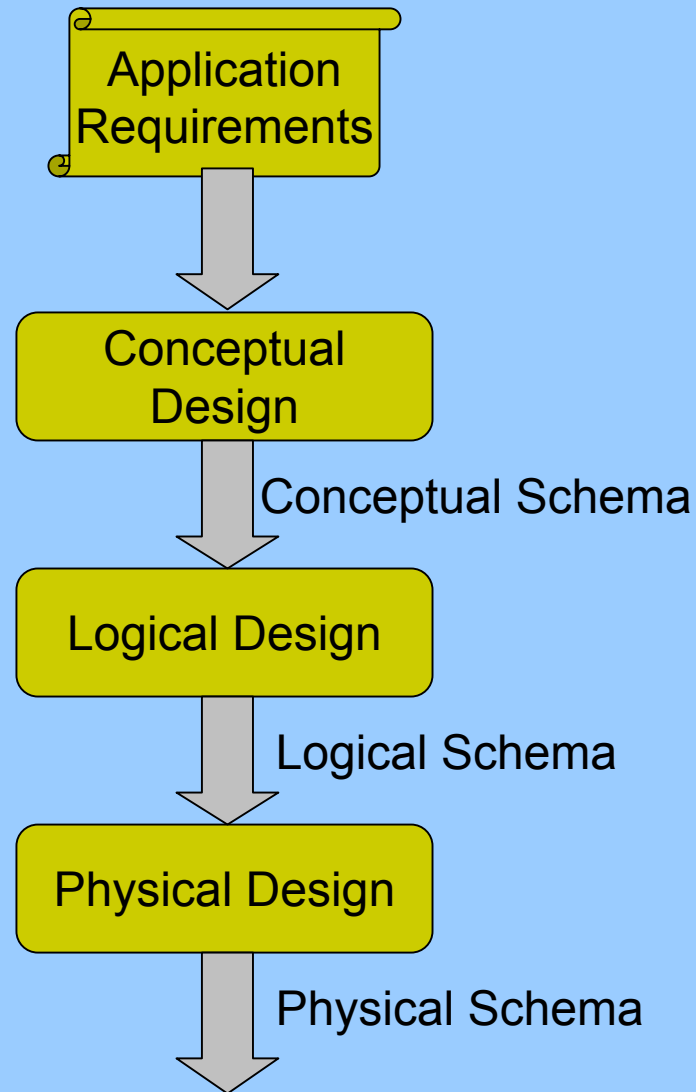 Application
Requirements
Conceptual
Design
Conceptual Schema
Logical Design
Logical Schema
Physical Design
Physical Schema